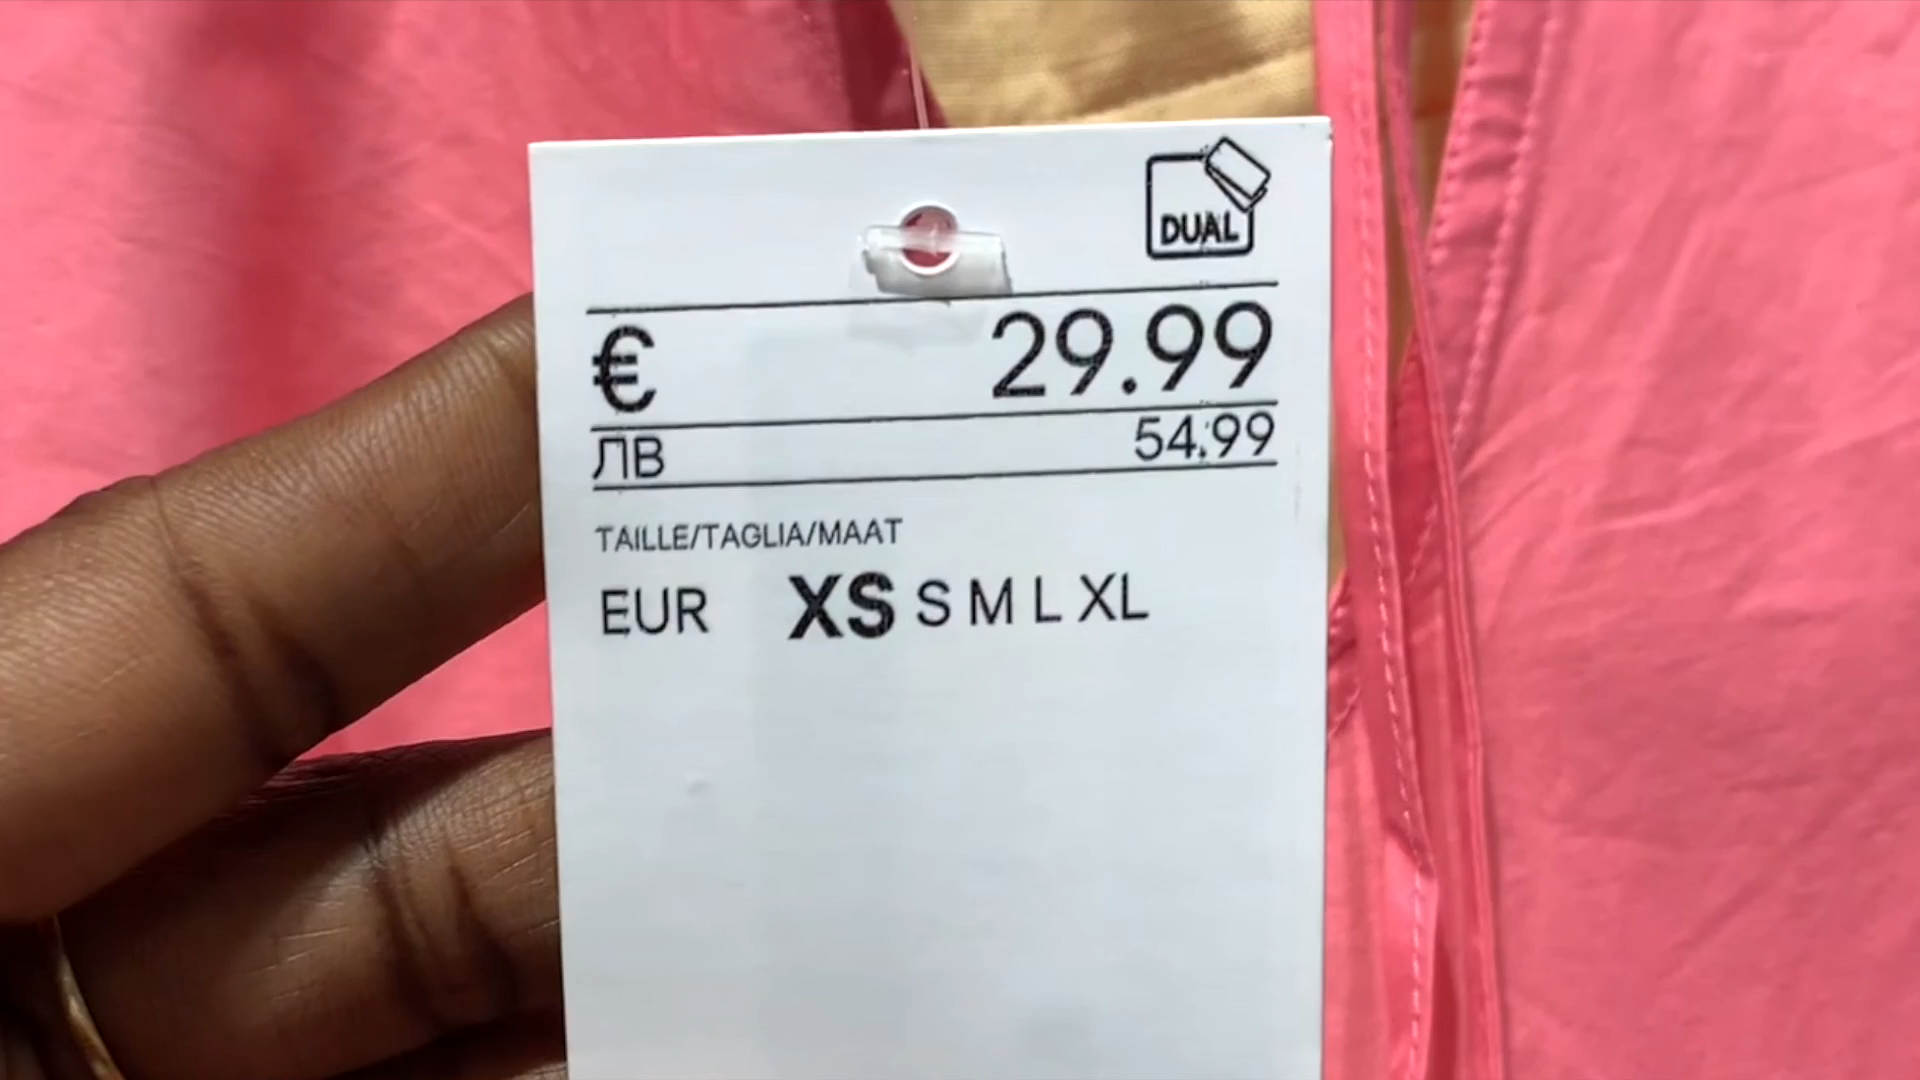 DUAL
€ 29.99
ЛВ 54.99
TAILLE/TAGLIA/MAAT
EUR XS S M L XL